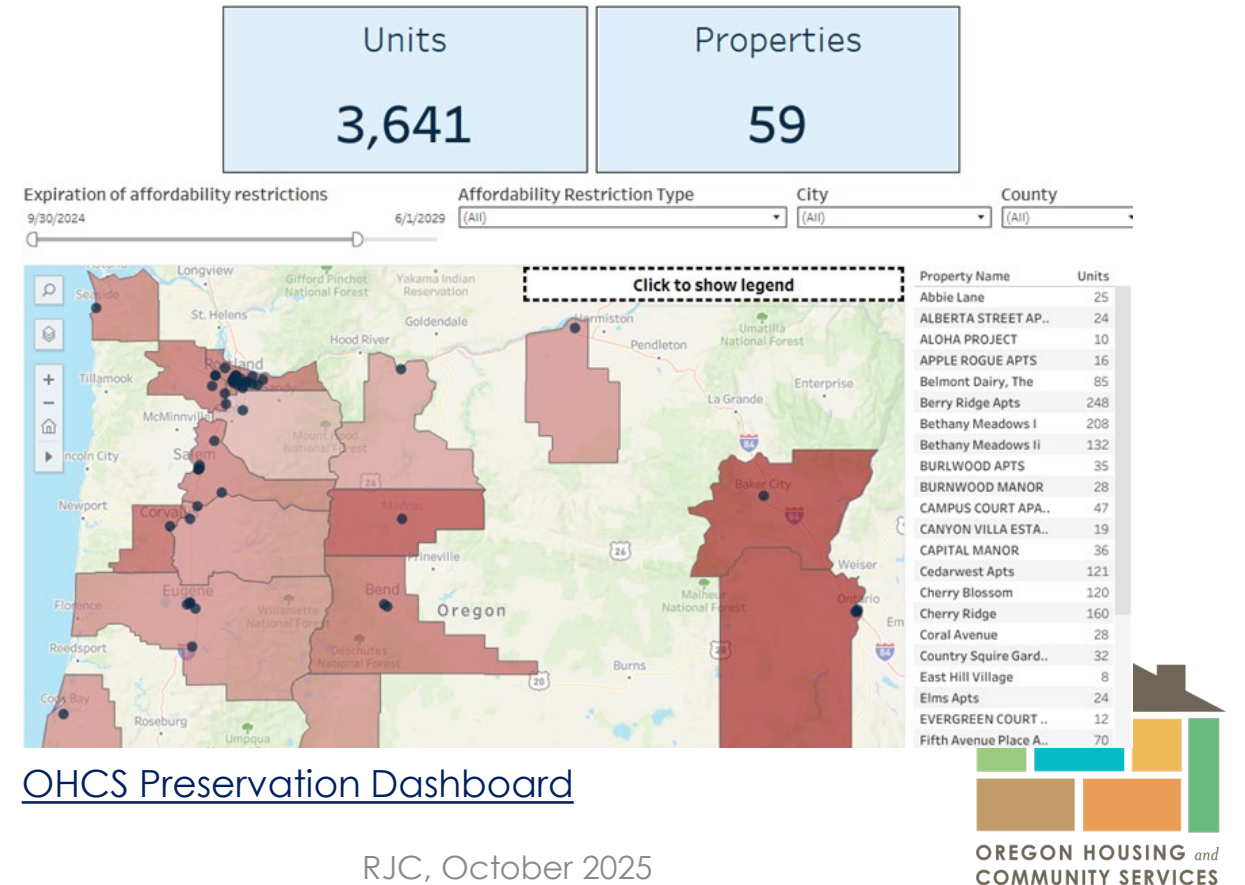 Units
Properties
3,641
59
Expiration of affordability restrictions
9/30/2024
6/1/2029
Affordability Restriction Type
(All)
City
(All)
County
(All)
Click to show legend
Longview
Seaside
St. Helens
Gifford Pinchot
National Forest
Yakama Indian
Reservation
Goldendale
Hood River
Hermiston
Pendleton
Umatilla
National Forest
Enterprise
La Grande
Tillamook
Portland
Sandy
McMinnville
Mount Hood
National Forest
84
Lincoln City
Salem
26
Baker City
84
Newport
Corvallis
Madras
26
Prineville
Weiser
Florence
Eugene
Willamette
National Forest
Bend
Oregon
Malheur
National Forest
Ontario
Reedsport
Deschutes
National Forest
20
Burns
20
84
Coos Bay
Roseburg
Umpqua
Property Name Units
Abbie Lane 25
ALBERTA STREET AP.. 24
ALOHA PROJECT 10
APPLE ROGUE APTS 16
Belmont Dairy, The 85
Berry Ridge Apts 248
Bethany Meadows I 208
Bethany Meadows Ii 132
BURLWOOD APTS 35
BURNWOOD MANOR 28
CAMPUS COURT APA.. 47
CANYON VILLA ESTA.. 19
CAPITAL MANOR 36
Cedarwest Apts 121
Cherry Blossom 120
Cherry Ridge 160
Coral Avenue 28
Country Squire Gard.. 32
East Hill Village 8
Elms Apts 24
EVERGREEN COURT .. 12
Fifth Avenue Place A.. 70
OHCS Preservation Dashboard
RJC, October 2025
OREGON HOUSING and
COMMUNITY SERVICES